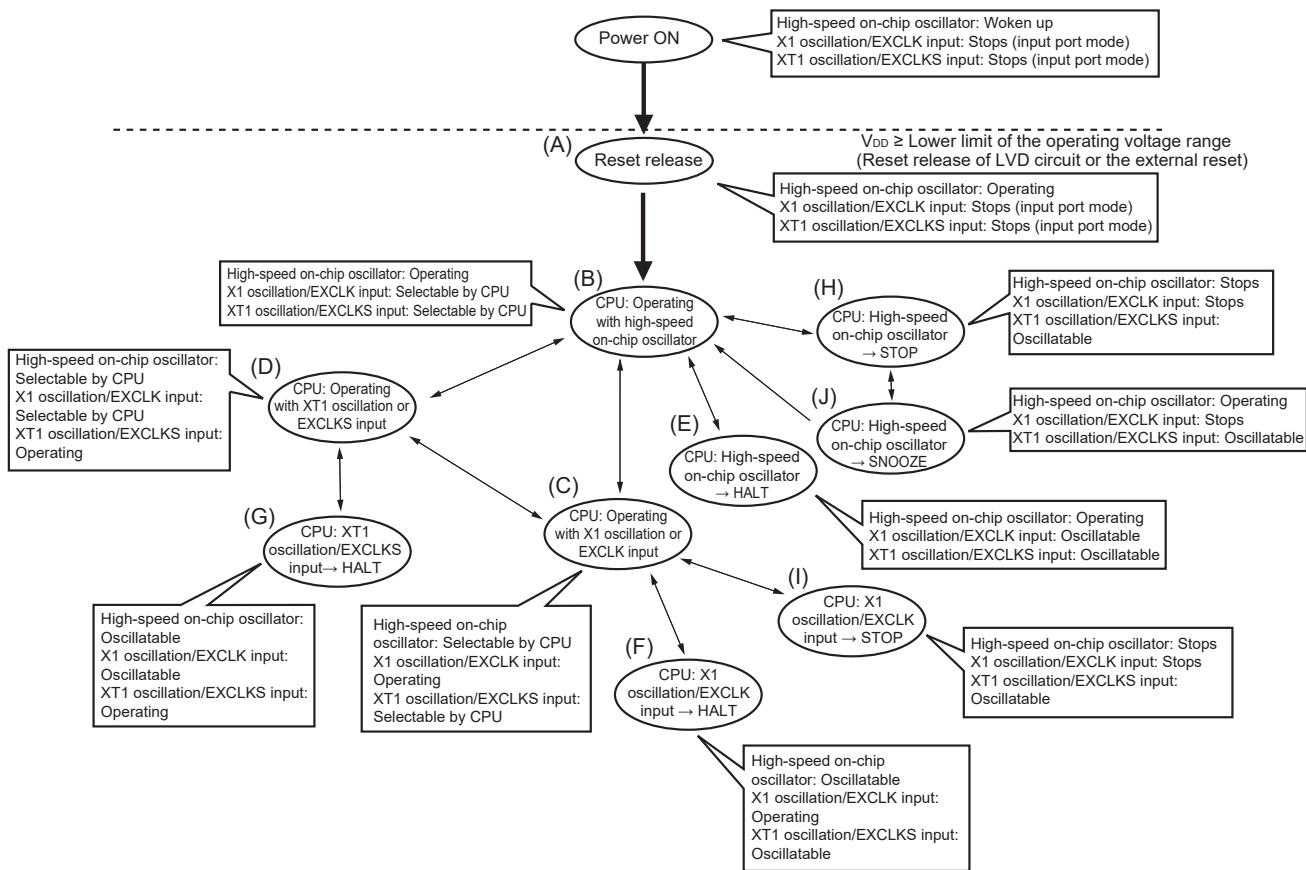 Power ON
High-speed on-chip oscillator: Woken up
X1 oscillation/EXCLK input: Stops (input port mode)
XT1 oscillation/EXCLKS input: Stops (input port mode)
VDD ≥ Lower limit of the operating voltage range
(Reset release of LVD circuit or the external reset)
(A)
Reset release
High-speed on-chip oscillator: Operating
X1 oscillation/EXCLK input: Stops (input port mode)
XT1 oscillation/EXCLKS input: Stops (input port mode)
High-speed on-chip oscillator: Operating
X1 oscillation/EXCLK input: Selectable by CPU
XT1 oscillation/EXCLKS input: Selectable by CPU
(B)
CPU: Operating
with high-speed
on-chip oscillator
(H)
CPU: High-speed
on-chip oscillator
→ STOP
High-speed on-chip oscillator: Stops
X1 oscillation/EXCLK input: Stops
XT1 oscillation/EXCLKS input:
Oscillatable
High-speed on-chip oscillator:
Selectable by CPU
X1 oscillation/EXCLK input:
Selectable by CPU
XT1 oscillation/EXCLKS input:
Operating
(D)
CPU: Operating
with XT1 oscillation or
EXCLKS input
(J)
CPU: High-speed
on-chip oscillator
→ SNOOZE
High-speed on-chip oscillator: Operating
X1 oscillation/EXCLK input: Stops
XT1 oscillation/EXCLKS input: Oscillatable
(E)
CPU: High-speed
on-chip oscillator
→ HALT
High-speed on-chip oscillator: Operating
X1 oscillation/EXCLK input: Oscillatable
XT1 oscillation/EXCLKS input: Oscillatable
(C)
CPU: Operating
with X1 oscillation or
EXCLK input
(G)
CPU: XT1
oscillation/EXCLKS
input→ HALT
High-speed on-chip oscillator:
Oscillatable
X1 oscillation/EXCLK input:
Oscillatable
XT1 oscillation/EXCLKS input:
Operating
High-speed on-chip
oscillator: Selectable by CPU
X1 oscillation/EXCLK input:
Operating
XT1 oscillation/EXCLKS input:
Selectable by CPU
(I)
CPU: X1
oscillation/EXCLK
input → STOP
High-speed on-chip oscillator: Stops
X1 oscillation/EXCLK input: Stops
XT1 oscillation/EXCLKS input:
Oscillatable
(F)
CPU: X1
oscillation/EXCLK
input → HALT
High-speed on-chip
oscillator: Oscillatable
X1 oscillation/EXCLK input:
Operating
XT1 oscillation/EXCLKS input:
Oscillatable